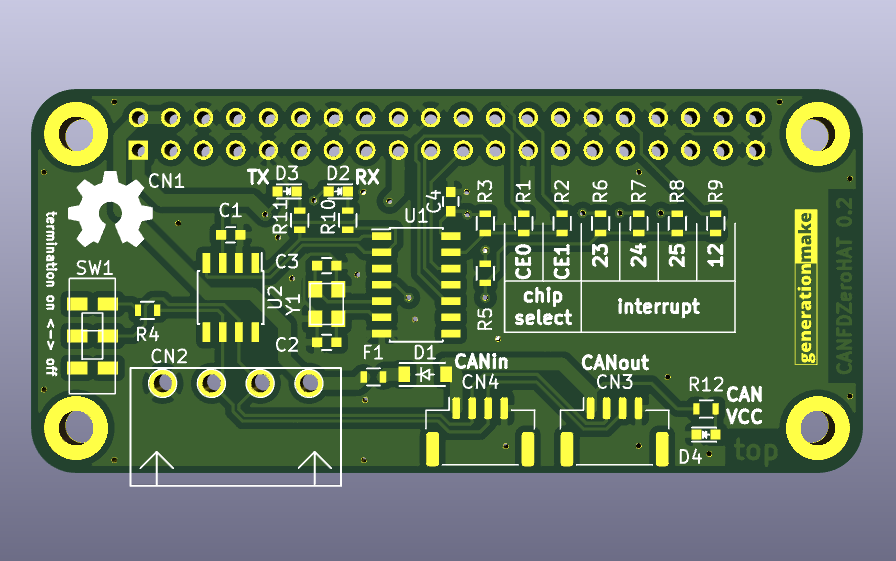 CN1
TX
D3
D2
RX
R11
R10
U1
C4
R3
R1
R2
R6
R7
R8
R9
CE0
CE1
23
24
25
12
chip
select
interrupt
R5
C1
C3
U2
Y1
C2
termination on <-> off
SW1
R4
CN2
F1
D1
CANin
CN4
CANout
CN3
R12
CAN
VCC
D4
top
generationmake
CANFDZeroHAT 0.2